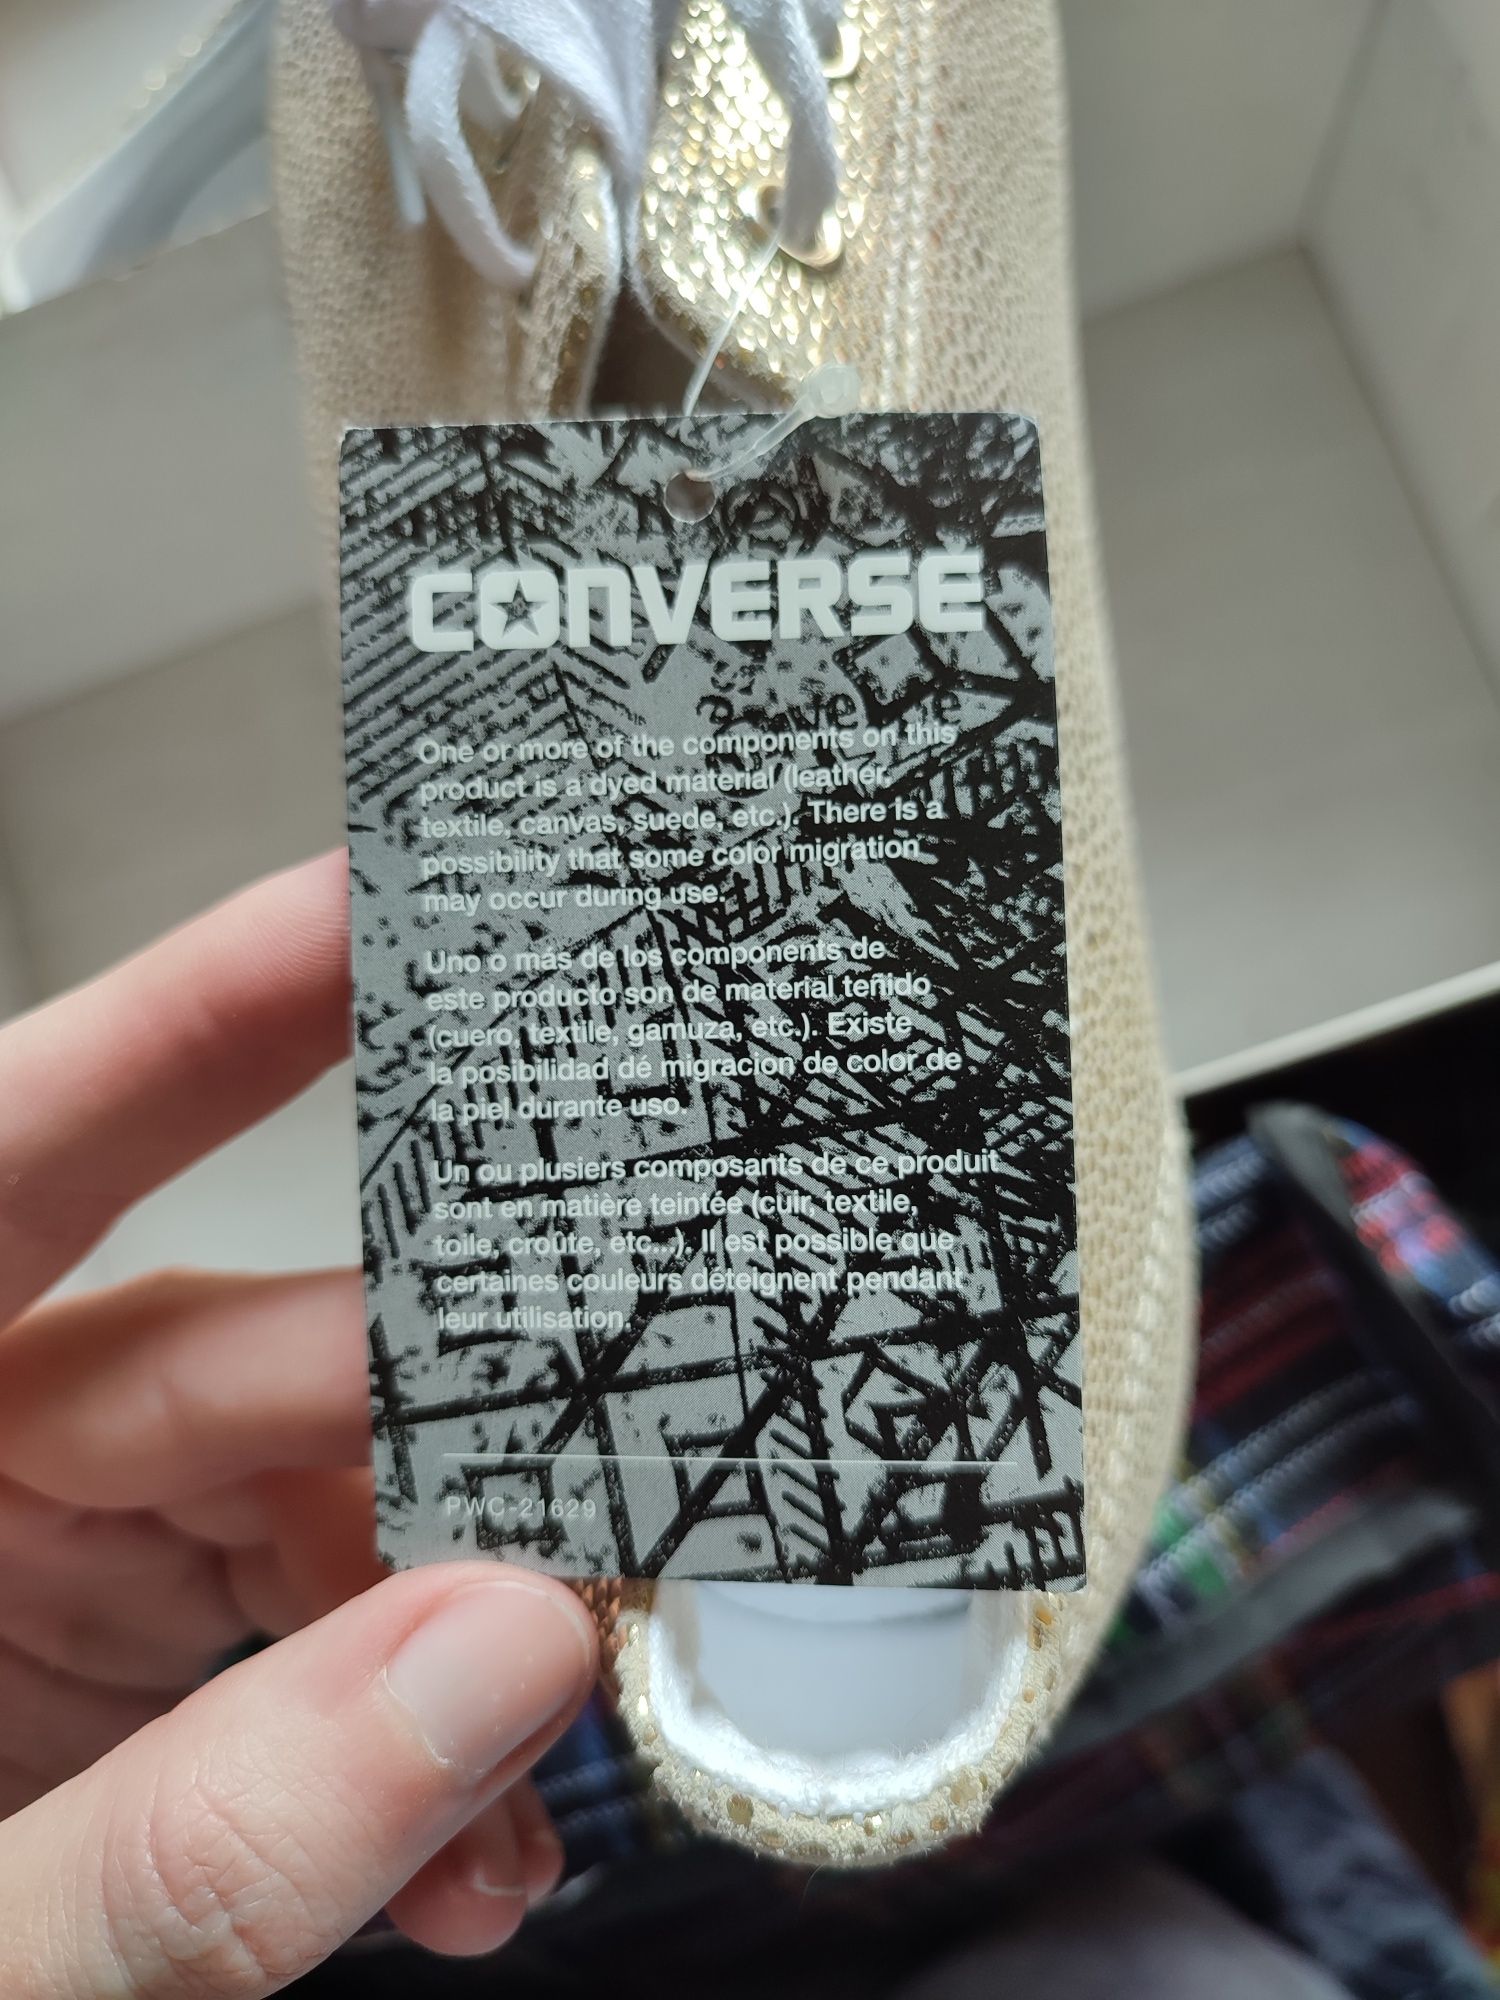 CONVERSE
One or more of the components on this
product is a dyed material (leather,
textile, canvas, suede, etc.). There is a
possibility that some color migration
may occur during use.
Uno o más de los components de
este producto son de material teñido
(cuero, textile, gamuza, etc.). Existe
la posibilidad dé migracion de color de
la piel durante uso.
Un ou plusiers composants de ce produit
sont en matière teintée (cuir, textile,
toile, croûte, etc...). Il est possible que
certaines couleurs déteignent pendant
leur utilisation.
PWC-21629